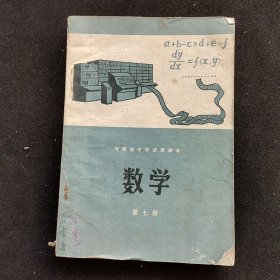 a+b-c×d+e÷f
dy/dx = f(x,y)
河南省中学试用课本
数学
第七册